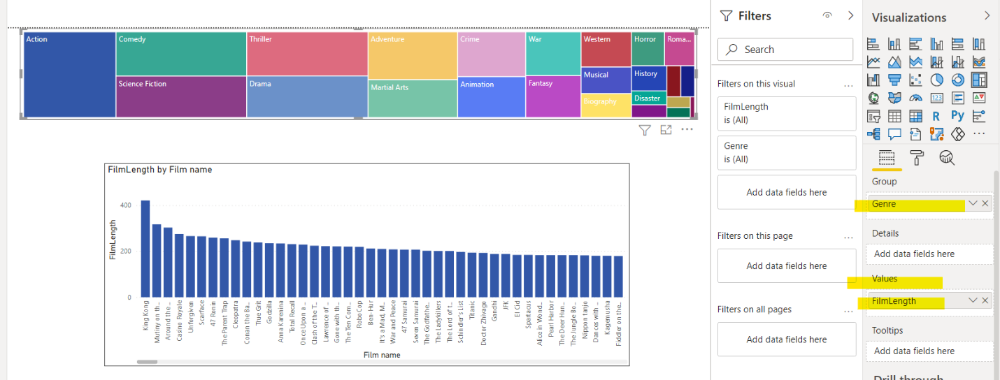 Action
Comedy
Thriller
Adventure
Crime
War
Western
Horror
Roma...
Science Fiction
Drama
Martial Arts
Animation
Fantasy
Musical
Biography
History
Disaster
FilmLength by Film name
FilmLength
400
200
0
King Kong
Mutiny on th...
Around the...
Casino Royale
Unforgiven
Scarface
47 Ronin
The Parent Trap
Cleopatra
Conan the Ba...
True Grit
Godzilla
Anna Karenina
Total Recall
Once Upon a ...
Clash of the T...
Lawrence of ...
Gone with th...
The Ten Com...
RoboCop
Ben-Hur
It's a Mad, M...
War and Peace
47 Samurai
Seven Samurai
The Godfathe...
The Ladykillers
The Lord of t...
Schindler's List
Titanic
Doctor Zhivago
Gandhi
JFK
El Cid
Spartacus
Alice in Wond...
Pearl Harbor
The Deer Hun...
The Jungle Bo...
Nippon tanjo
Dances with ...
Kagemusha
Fiddler on the...
Film name
Filters
Search
Filters on this visual
...
FilmLength
is (All)
Genre
is (All)
Add data fields here
Filters on this page
...
Add data fields here
Filters on all pages
...
Add data fields here
Visualizations
123
R
Py
...
Group
Genre
Details
Add data fields here
Values
FilmLength
Tooltips
Add data fields here
Drill through